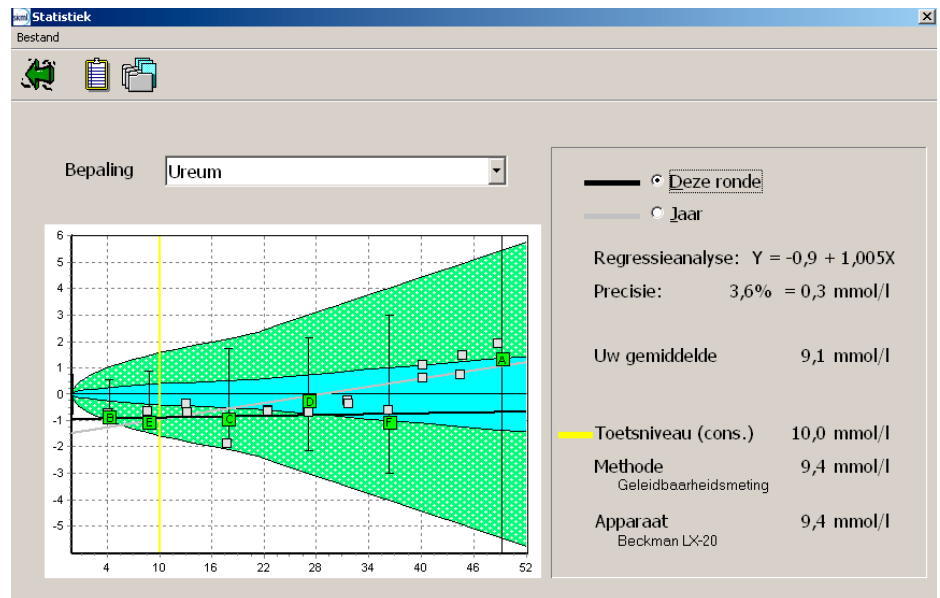 skml Statistiek
Bestand
Bepaling Ureum
Deze ronde
Jaar
Regressieanalyse: Y = -0,9 + 1,005X
Precisie: 3,6% = 0,3 mmol/l
Uw gemiddelde 9,1 mmol/l
Toetsniveau (cons.) 10,0 mmol/l
Methode 9,4 mmol/l
Geleidbaarheidsmeting
Apparaat 9,4 mmol/l
Beckman LX-20
6
5
4
3
2
1
0
-1
-2
-3
-4
-5
B
E
C
D
F
A
4 10 16 22 28 34 40 46 52